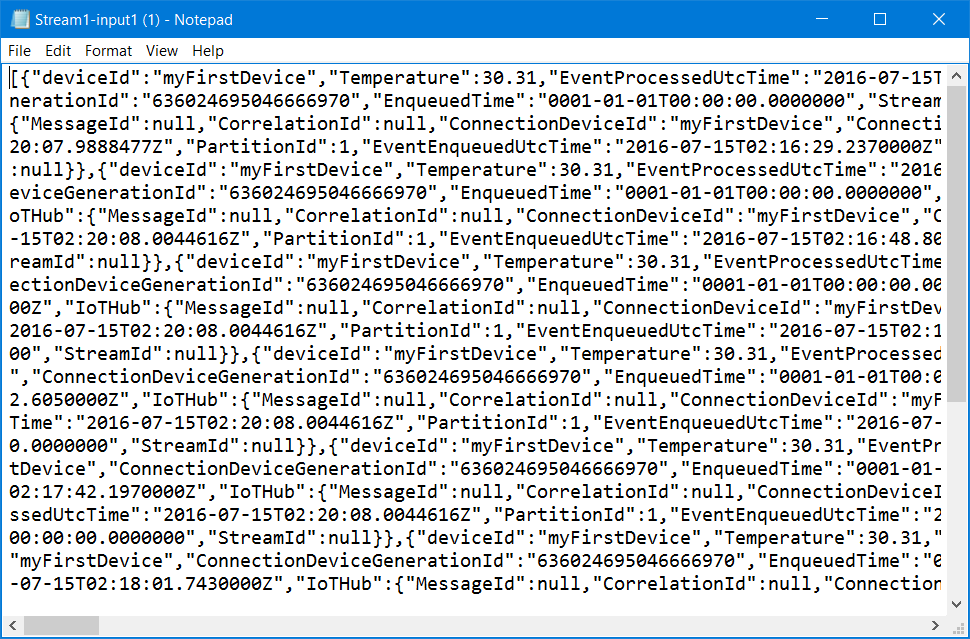 Stream1-input1 (1) - Notepad
File Edit Format View Help
[{"deviceId":"myFirstDevice","Temperature":30.31,"EventProcessedUtcTime":"2016-07-15T
nerationId":"636024695046666970","EnqueuedTime":"0001-01-01T00:00:00.0000000","Stream
{"MessageId":null,"CorrelationId":null,"ConnectionDeviceId":"myFirstDevice","Connecti
20:07.9888477Z","PartitionId":1,"EventEnqueuedUtcTime":"2016-07-15T02:16:29.2370000Z"
:null}},{"deviceId":"myFirstDevice","Temperature":30.31,"EventProcessedUtcTime":"2016
eviceGenerationId":"636024695046666970","EnqueuedTime":"0001-01-01T00:00:00.0000000",
oTHub":{"MessageId":null,"CorrelationId":null,"ConnectionDeviceId":"myFirstDevice","C
-15T02:20:08.0044616Z","PartitionId":1,"EventEnqueuedUtcTime":"2016-07-15T02:16:48.80
reamId":null}},{"deviceId":"myFirstDevice","Temperature":30.31,"EventProcessedUtcTime
ectionDeviceGenerationId":"636024695046666970","EnqueuedTime":"0001-01-01T00:00:00.00
00Z","IoTHub":{"MessageId":null,"CorrelationId":null,"ConnectionDeviceId":"myFirstDev
2016-07-15T02:20:08.0044616Z","PartitionId":1,"EventEnqueuedUtcTime":"2016-07-15T02:1
00","StreamId":null}},{"deviceId":"myFirstDevice","Temperature":30.31,"EventProcessed
","ConnectionDeviceGenerationId":"636024695046666970","EnqueuedTime":"0001-01-01T00:0
2.6050000Z","IoTHub":{"MessageId":null,"CorrelationId":null,"ConnectionDeviceId":"myF
Time":"2016-07-15T02:20:08.0044616Z","PartitionId":1,"EventEnqueuedUtcTime":"2016-07-
0.0000000","StreamId":null}},{"deviceId":"myFirstDevice","Temperature":30.31,"EventPr
tDevice","ConnectionDeviceGenerationId":"636024695046666970","EnqueuedTime":"0001-01-
02:17:42.1970000Z","IoTHub":{"MessageId":null,"CorrelationId":null,"ConnectionDeviceI
ssedUtcTime":"2016-07-15T02:20:08.0044616Z","PartitionId":1,"EventEnqueuedUtcTime":"2
00:00:00.0000000","StreamId":null}},{"deviceId":"myFirstDevice","Temperature":30.31,"
"myFirstDevice","ConnectionDeviceGenerationId":"636024695046666970","EnqueuedTime":"0
-07-15T02:18:01.7430000Z","IoTHub":{"MessageId":null,"CorrelationId":null,"Connection